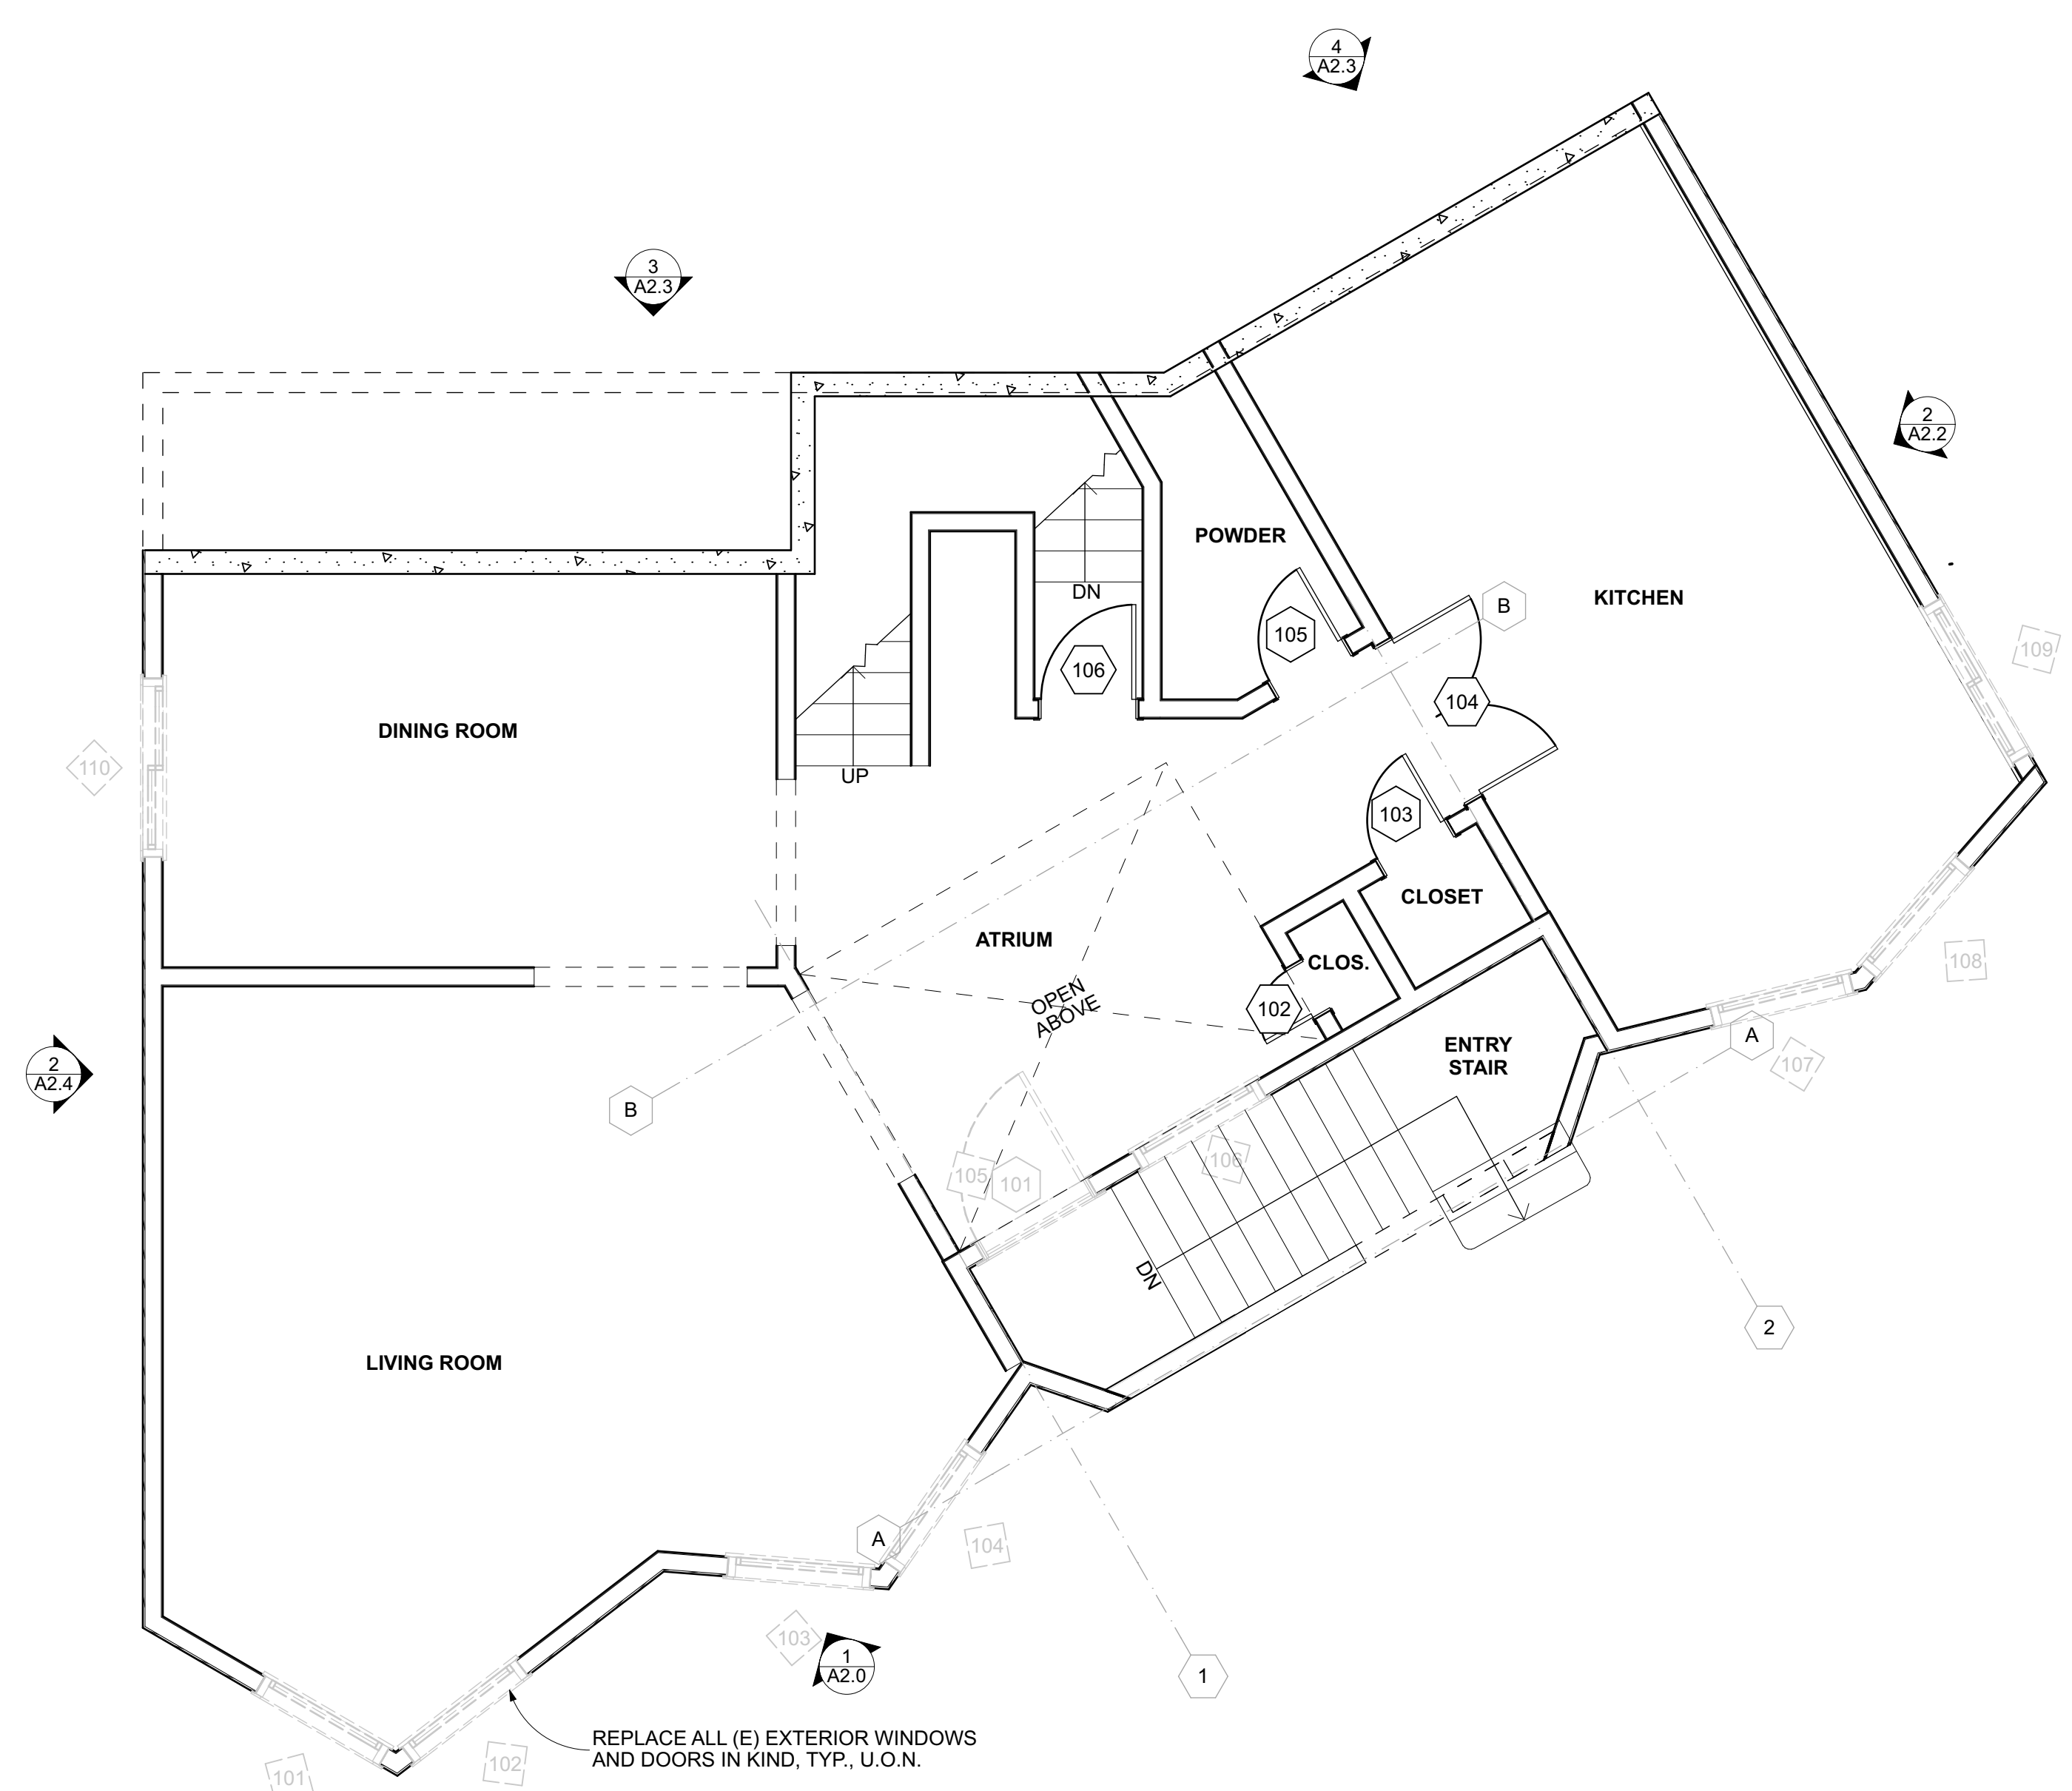 4
A2.3
3
A2.3
2
A2.2
POWDER
KITCHEN
DN
B
105
109
106
104
DINING ROOM
110
UP
103
CLOSET
ATRIUM
CLOS.
108
OPEN
ABOVE
102
A
ENTRY
STAIR
107
2
A2.4
B
105
101
106
DN
2
LIVING ROOM
A
104
103
1
A2.0
1
REPLACE ALL (E) EXTERIOR WINDOWS
AND DOORS IN KIND, TYP., U.O.N.
102
101